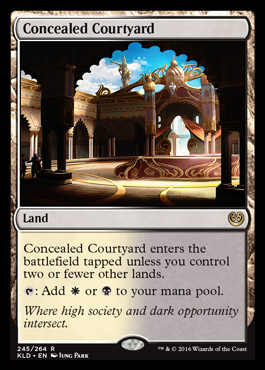 Concealed Courtyard
Land
Concealed Courtyard enters the
battlefield tapped unless you control
two or fewer other lands.
: Add or to your mana pool.
Where high society and dark opportunity
intersect.
245/264 R
KLD • EN Jung Park
™ & © 2016 Wizards of the Coast